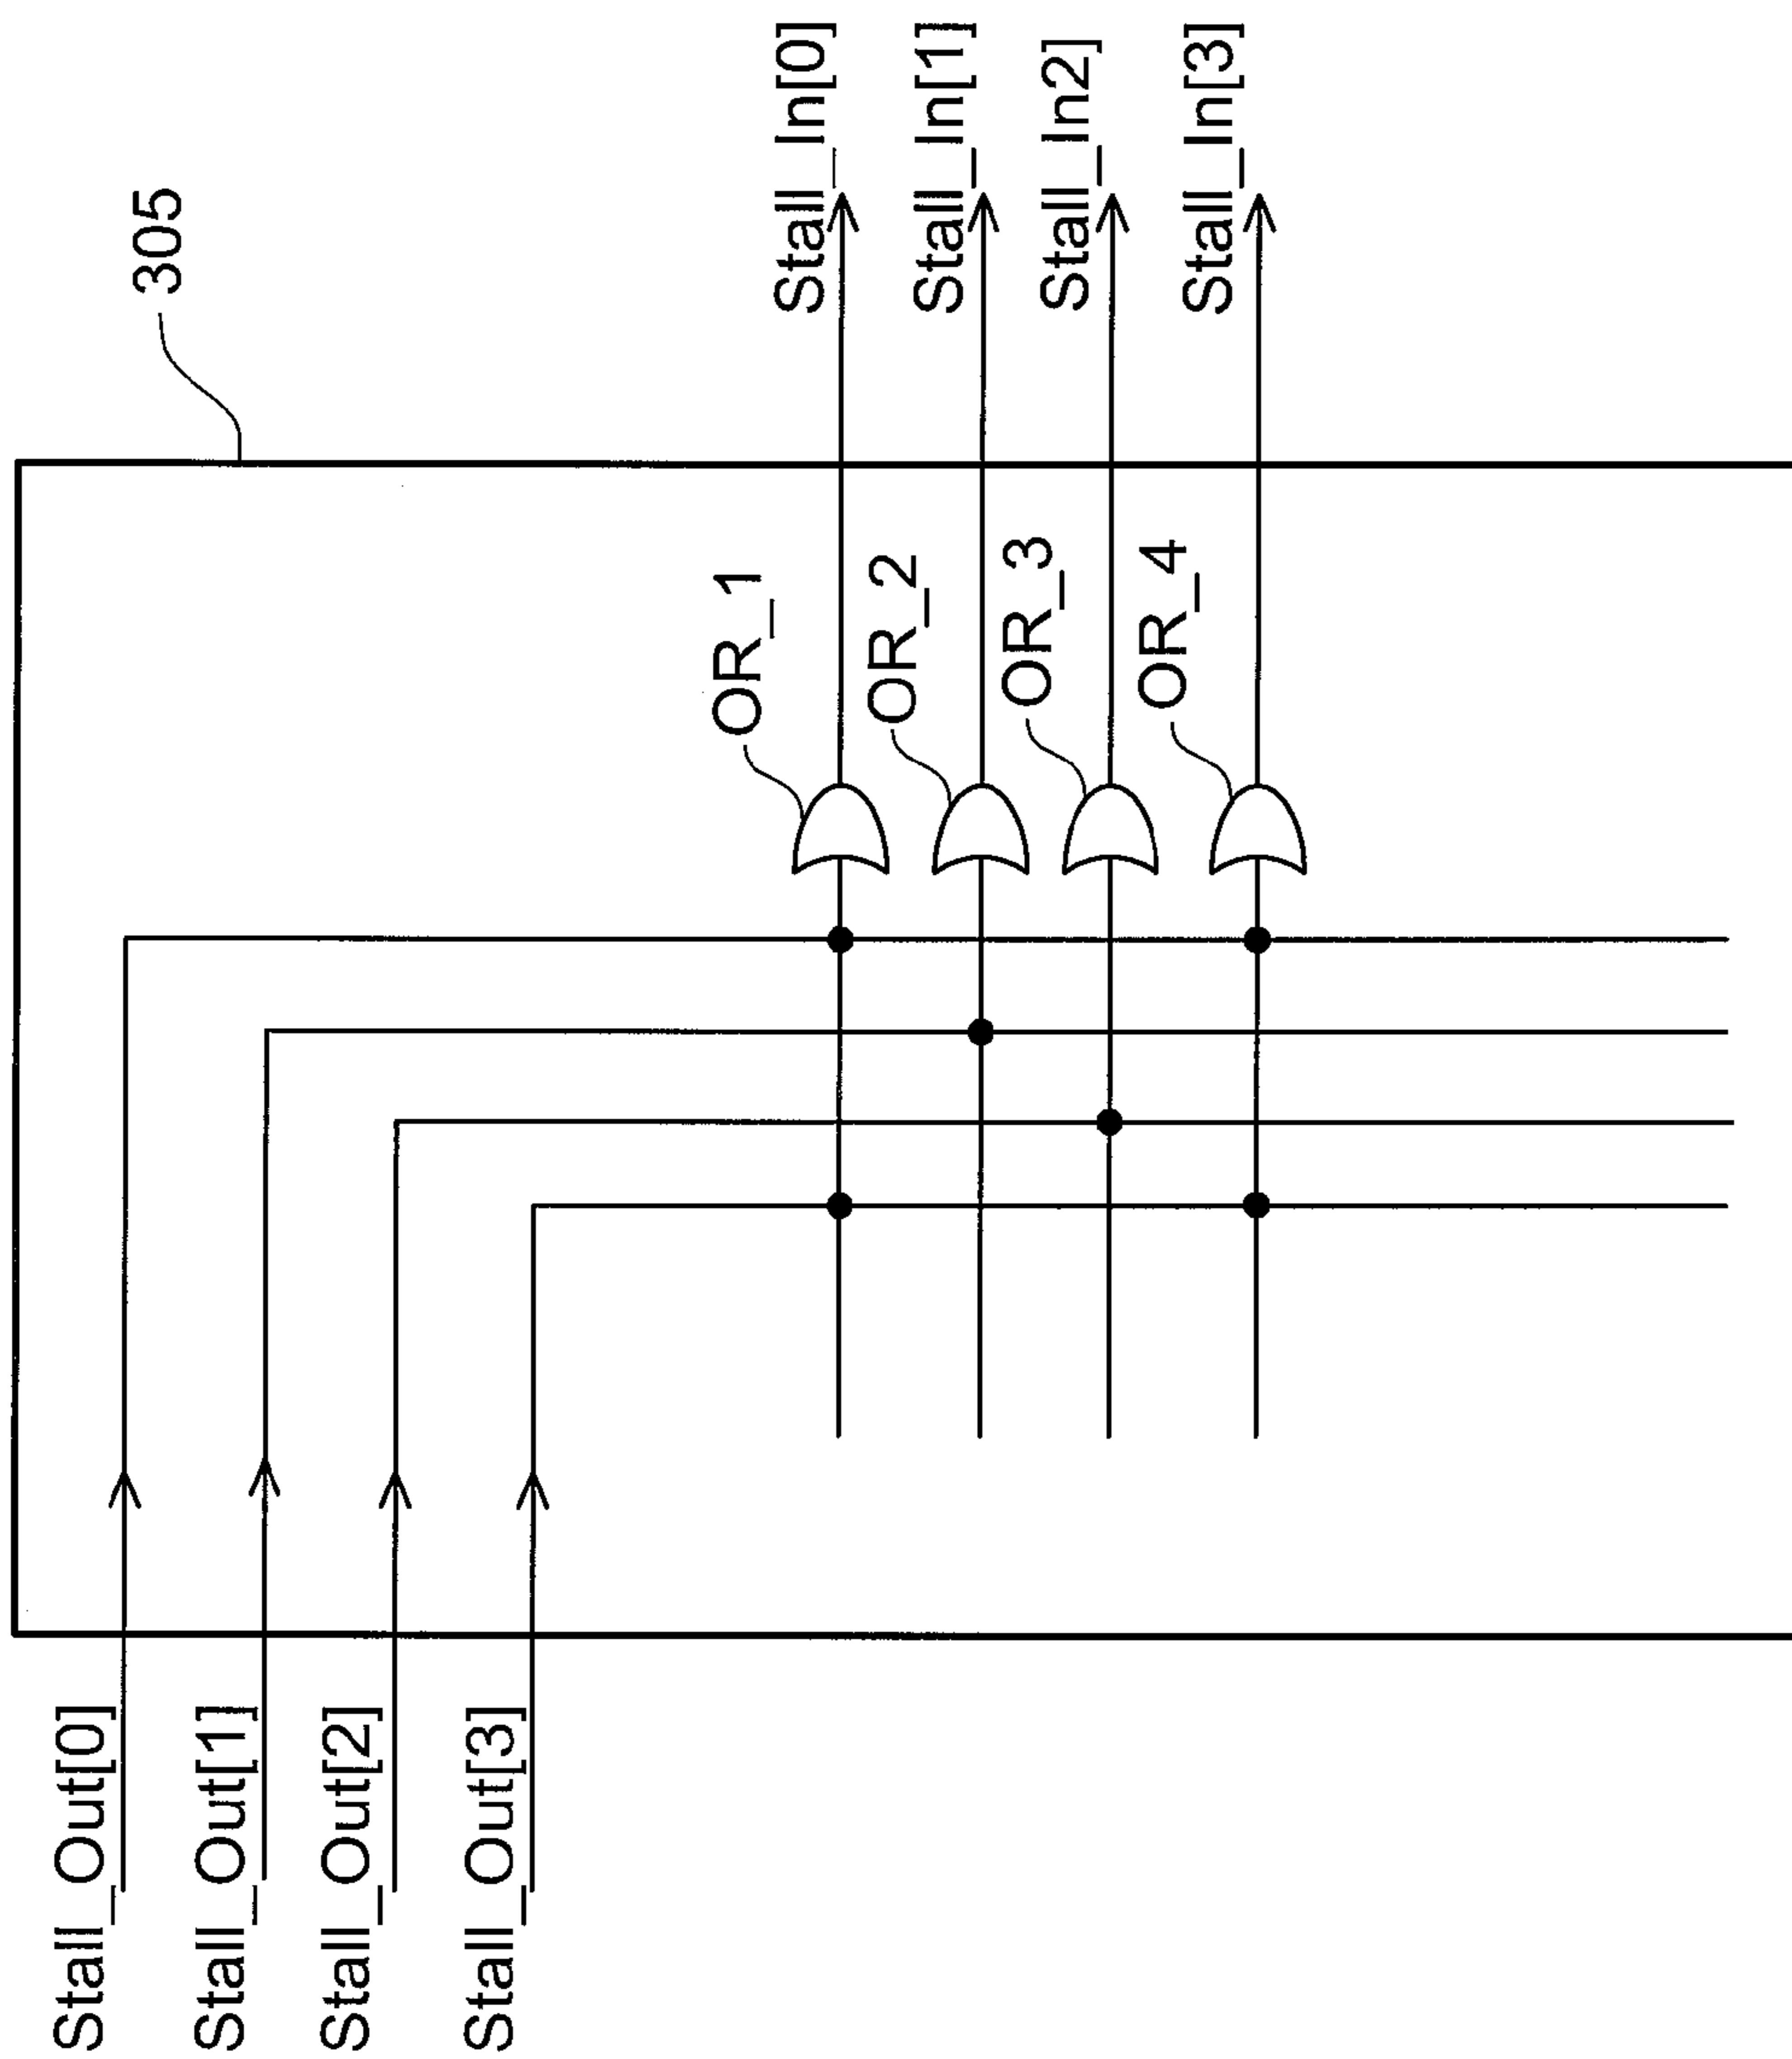 305
Stall_Out[0]
Stall_Out[1]
Stall_Out[2]
Stall_Out[3]
OR_1
OR_2
OR_3
OR_4
Stall_In[0]
Stall_In[1]
Stall_In2]
Stall_In[3]